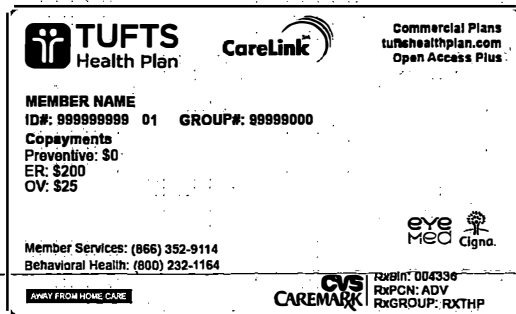 TUFTS
Health Plan
CareLink SM
Commercial Plans
tuftshealthplan.com
Open Access Plus
MEMBER NAME
ID#: 999999999 01 GROUP#: 99999000
Copayments
Preventive: $0
ER: $200
OV: $25
eye
Med
Cigna.
Member Services: (866) 352-9114
Behavioral Health: (800) 232-1164
AWAY FROM HOME CARE
CVS
CAREMARK
RxBin: 004336
RxPCN: ADV
RxGROUP: RXTHP